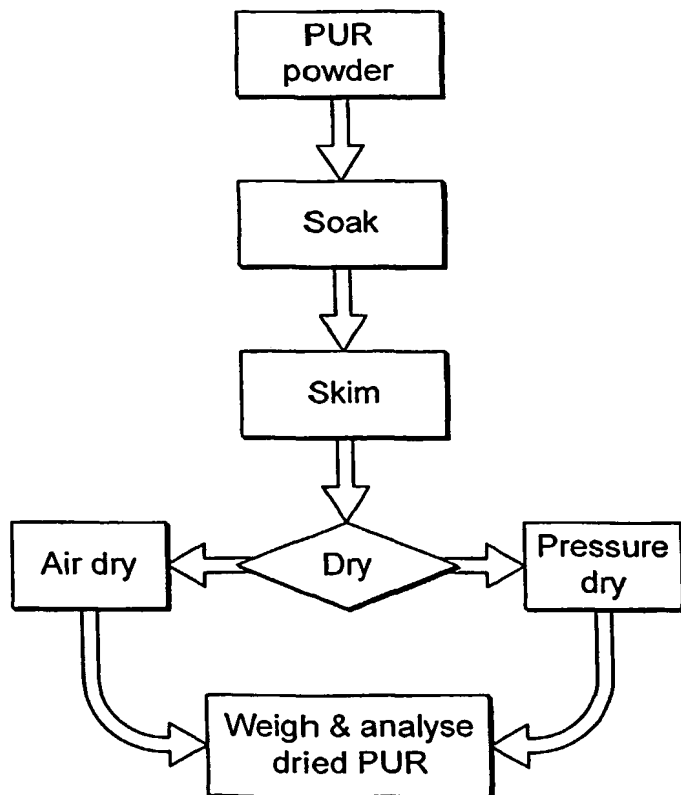 PUR
powder
Soak
Skim
Air dry
Dry
Pressure
dry
Weigh & analyse
dried PUR